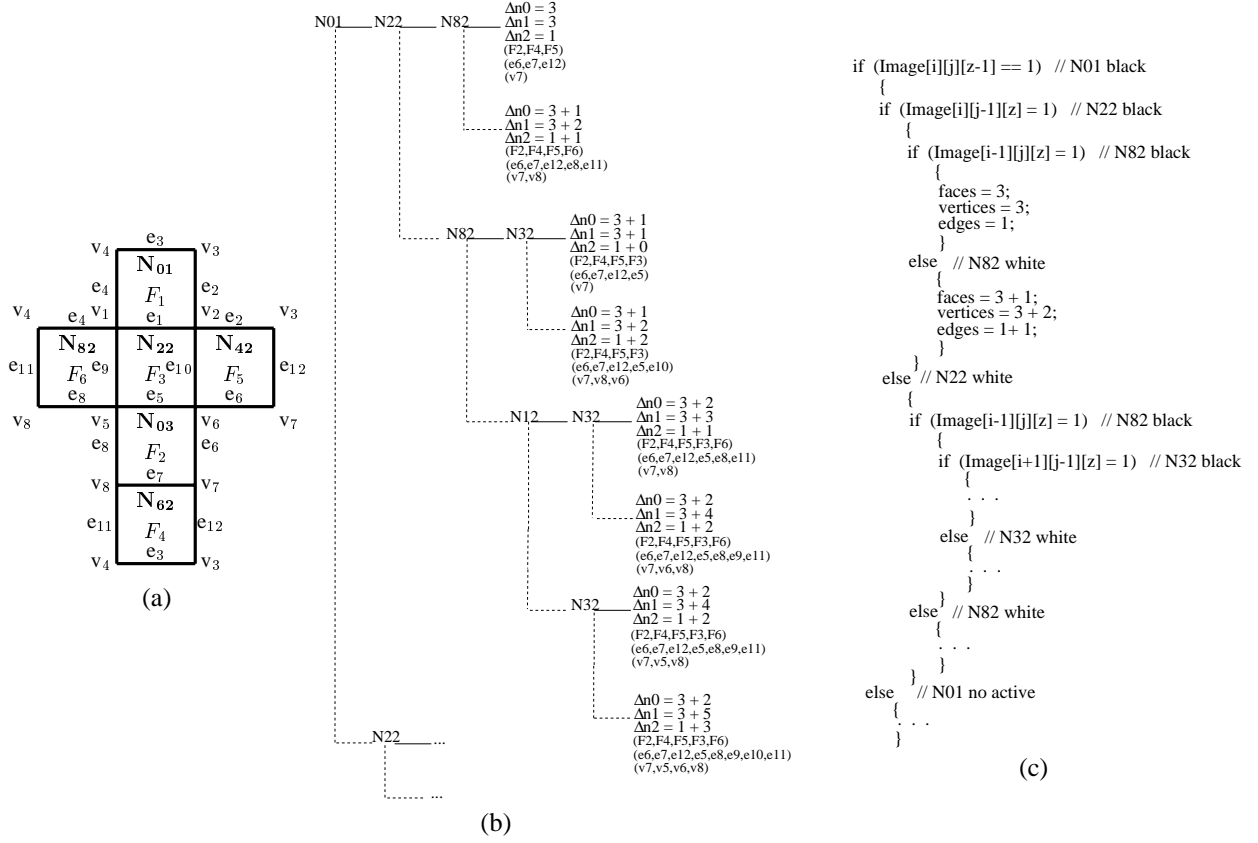 e3
v4 v3
N01
e4 F1 e2
v4 e4 v1 e1 v2 e2 v3
N82 N22 N42
e11 F6 e9 F3 e10 F5 e12
e8 e5 e6
v8 v5 N03 v6 v7
e8 F2 e6
e7
v8 v7
N62
e11 F4 e12
e3
v4 v3
(a)
N01 N22 N82
Δn0 = 3
Δn1 = 3
Δn2 = 1
(F2,F4,F5)
(e6,e7,e12)
(v7)
Δn0 = 3 + 1
Δn1 = 3 + 2
Δn2 = 1 + 1
(F2,F4,F5,F6)
(e6,e7,e12,e8,e11)
(v7,v8)
N82 N32
Δn0 = 3 + 1
Δn1 = 3 + 1
Δn2 = 1 + 0
(F2,F4,F5,F3)
(e6,e7,e12,e5)
(v7)
Δn0 = 3 + 1
Δn1 = 3 + 2
Δn2 = 1 + 2
(F2,F4,F5,F3)
(e6,e7,e12,e5,e10)
(v7,v8,v6)
N12 N32
Δn0 = 3 + 2
Δn1 = 3 + 3
Δn2 = 1 + 1
(F2,F4,F5,F3,F6)
(e6,e7,e12,e5,e8,e11)
(v7,v8)
Δn0 = 3 + 2
Δn1 = 3 + 4
Δn2 = 1 + 2
(F2,F4,F5,F3,F6)
(e6,e7,e12,e5,e8,e9,e11)
(v7,v6,v8)
N32
Δn0 = 3 + 2
Δn1 = 3 + 4
Δn2 = 1 + 2
(F2,F4,F5,F3,F6)
(e6,e7,e12,e5,e8,e9,e11)
(v7,v5,v8)
Δn0 = 3 + 2
Δn1 = 3 + 5
Δn2 = 1 + 3
(F2,F4,F5,F3,F6)
(e6,e7,e12,e5,e8,e9,e10,e11)
(v7,v5,v6,v8)
N22 ...
...
(b)
if (Image[i][j][z-1] == 1) // N01 black
{
if (Image[i][j-1][z] = 1) // N22 black
{
if (Image[i-1][j][z] = 1) // N82 black
{
faces = 3;
vertices = 3;
edges = 1;
}
else // N82 white
{
faces = 3 + 1;
vertices = 3 + 2;
edges = 1+ 1;
}
}
else // N22 white
{
if (Image[i-1][j][z] = 1) // N82 black
{
if (Image[i+1][j-1][z] = 1) // N32 black
{
. . .
}
else // N32 white
{
. . .
}
}
else // N82 white
{
. . .
}
}
else // N01 no active
{
. . .
}
(c)